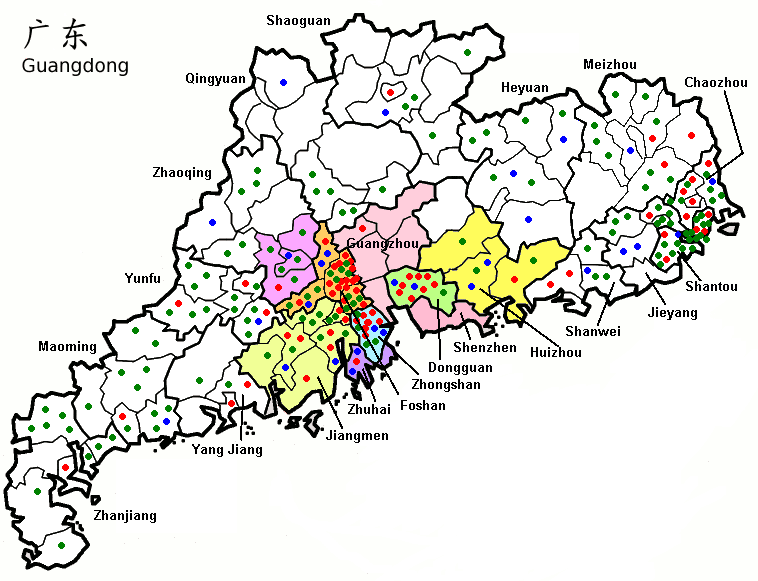 广东
Guangdong
Shaoguan
Qingyuan
Meizhou
Heyuan
Chaozhou
Zhaoqing
Guangzhou
Yunfu
Shantou
Jieyang
Shanwei
Maoming
Shenzhen
Huizhou
Dongguan
Zhongshan
Foshan
Zhuhai
Jiangmen
Yang Jiang
Zhanjiang